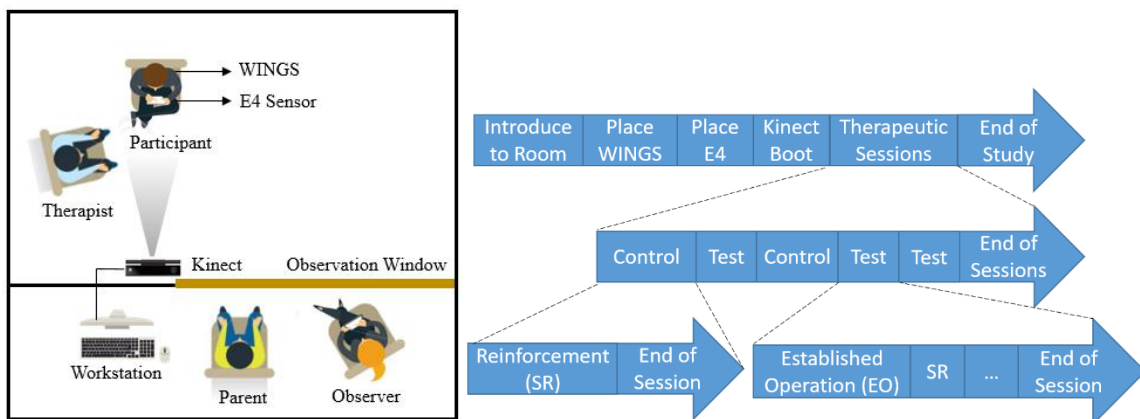 WINGS
E4 Sensor
Participant
Therapist
Kinect
Observation Window
Workstation
Parent
Observer
Introduce
to Room
Place
WINGS
Place
E4
Kinect
Boot
Therapeutic
Sessions
End of
Study
Control
Test
Control
Test
Test
End of
Sessions
Reinforcement
(SR)
End of
Session
Established
Operation (EO)
SR
...
End of
Session